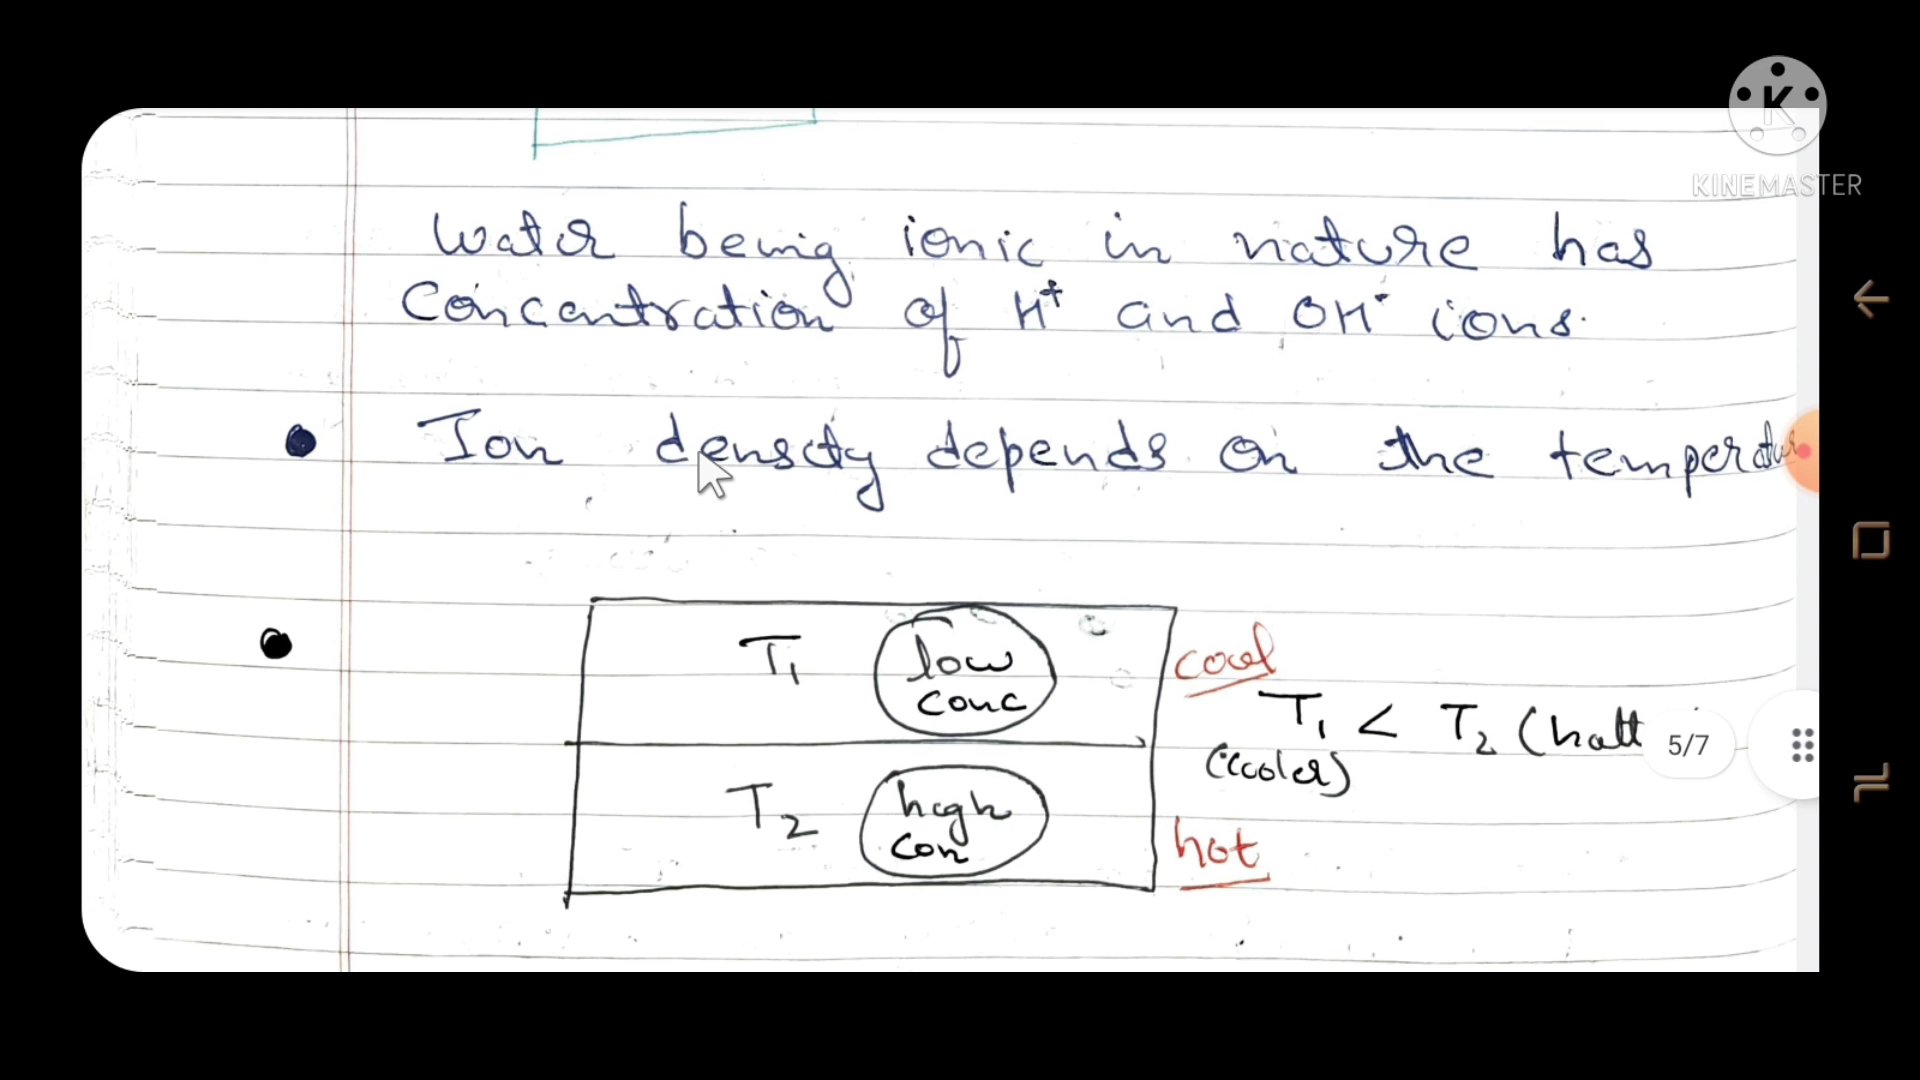 KINEMASTER
Water being ionic in nature has
Concentration of H⁺ and OH⁻ ions.
Ion density depends on the temperatur
T₁ low conc cool
T₁ < T₂ (hott
(cooler)
5/7
T₂ high con hot